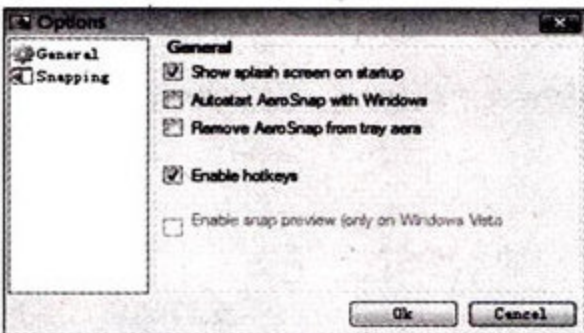 Options
General
Snapping
General
Show splash screen on startup
Autostart AeroSnap with Windows
Remove AeroSnap from tray aera
Enable hotkeys
Enable snap preview (only on Windows Vista
Ok
Cancel